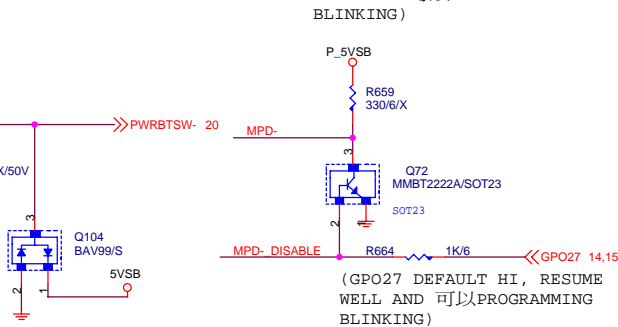 BLINKING)
P_5VSB
R659
330/6/X
PWRBTSW- 20
MPD-
3
Q72
MMBT2222A/SOT23
X/50V
SOT23
3
2
1
Q104
BAV99/S
MPD-_DISABLE
R664
1K/6
GPO27 14,15
5VSB
2
1
(GPO27 DEFAULT HI, RESUME
WELL AND 可以PROGRAMMING
BLINKING)